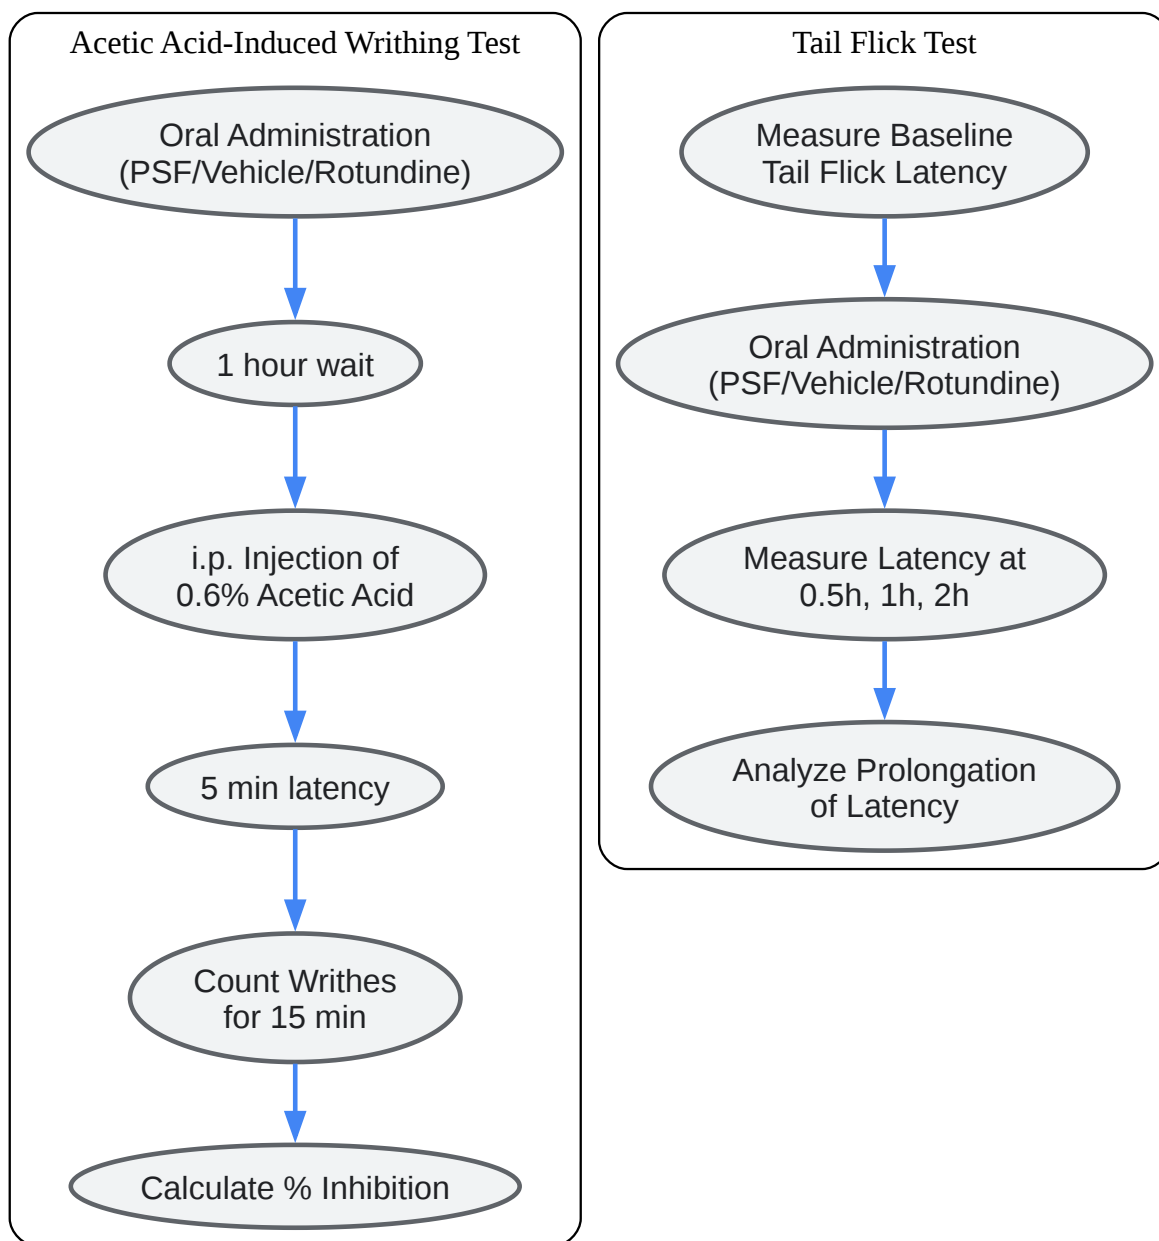 Acetic Acid-Induced Writhing Test
Oral Administration
(PSF/Vehicle/Rotundine)
1 hour wait
i.p. Injection of
0.6% Acetic Acid
5 min latency
Count Writhes
for 15 min
Calculate % Inhibition
Tail Flick Test
Measure Baseline
Tail Flick Latency
Oral Administration
(PSF/Vehicle/Rotundine)
Measure Latency at
0.5h, 1h, 2h
Analyze Prolongation
of Latency